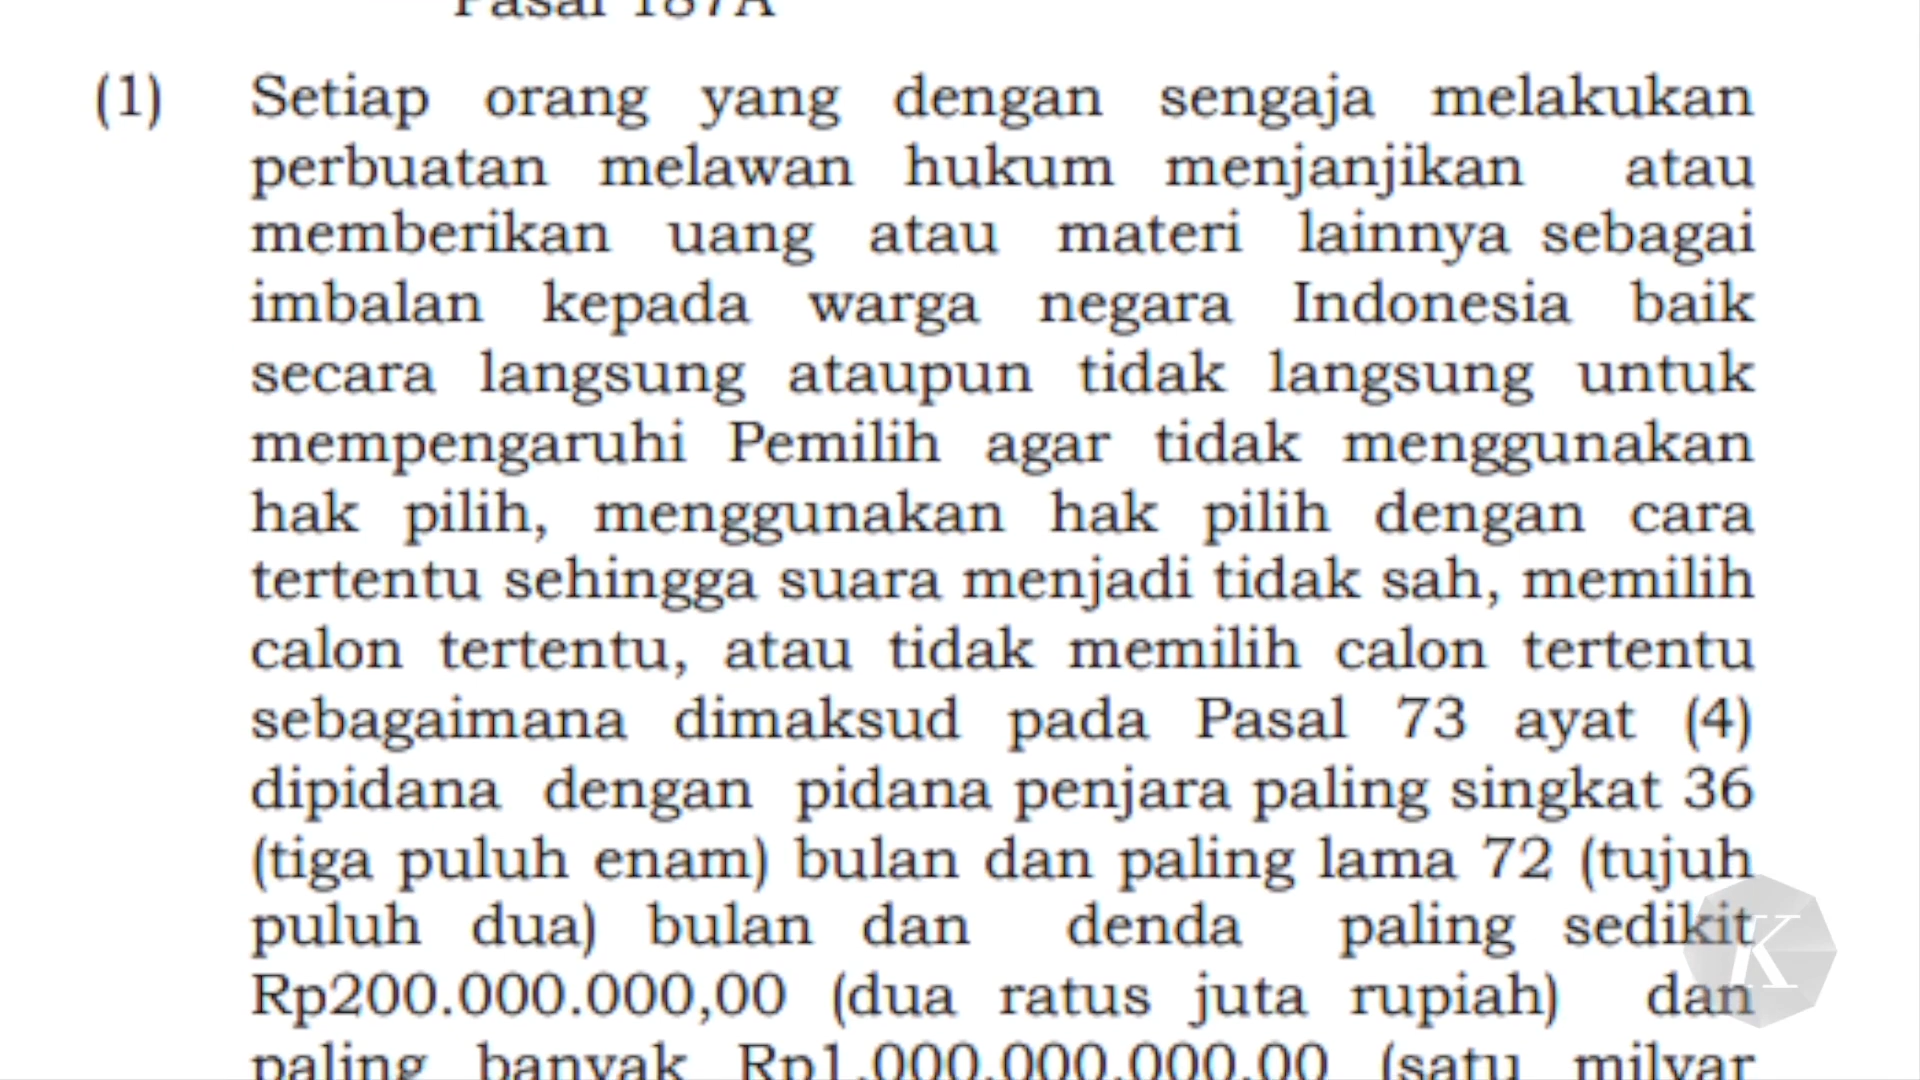 Pasal 187A
(1) Setiap orang yang dengan sengaja melakukan
perbuatan melawan hukum menjanjikan atau
memberikan uang atau materi lainnya sebagai
imbalan kepada warga negara Indonesia baik
secara langsung ataupun tidak langsung untuk
mempengaruhi Pemilih agar tidak menggunakan
hak pilih, menggunakan hak pilih dengan cara
tertentu sehingga suara menjadi tidak sah, memilih
calon tertentu, atau tidak memilih calon tertentu
sebagaimana dimaksud pada Pasal 73 ayat (4)
dipidana dengan pidana penjara paling singkat 36
(tiga puluh enam) bulan dan paling lama 72 (tujuh
puluh dua) bulan dan denda paling sedikit
Rp200.000.000,00 (dua ratus juta rupiah) dan
paling banyak Rp1.000.000.000,00 (satu milyar
K